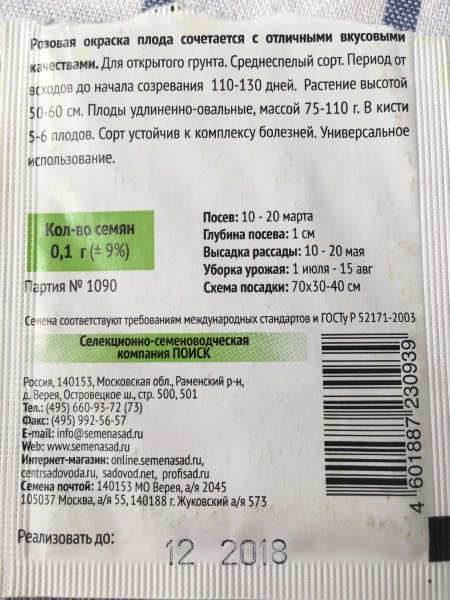 Розовая окраска плода сочетается с отличными вкусовыми
качествами. Для открытого грунта. Среднеспелый сорт. Период от
всходов до начала созревания 110-130 дней. Растение высотой
50-60 см. Плоды удлиненно-овальные, массой 75-110 г. В кисти
5-6 плодов. Сорт устойчив к комплексу болезней. Универсальное
использование.
Кол-во семян
0,1 г (± 9%)
Партия № 1090
Посев: 10 - 20 марта
Глубина посева: 1 см
Высадка рассады: 10 - 20 мая
Уборка урожая: 1 июля - 15 авг
Схема посадки: 70х30-40 см
Семена соответствуют требованиям международных стандартов и ГОСТу Р 52171-2003
Селекционно-семеноводческая
компания ПОИСК
Россия, 140153, Московская обл., Раменский р-н,
д. Верея, Островецкое ш., стр. 500, 501
Тел.: (495) 660-93-72 (73)
Факс: (495) 992-56-57
E-mail: info@semenasad.ru
Web: www.semenasad.ru
Интернет-магазин: online.semenasad.ru,
centrsadovoda.ru, sadovod.net, profisad.ru
Семена почтой: 140153 МО Верея, а/я 2045
105037 Москва, а/я 55, 140188 г. Жуковский а/я 573
4 601887 230939
Реализовать до:
12 2018